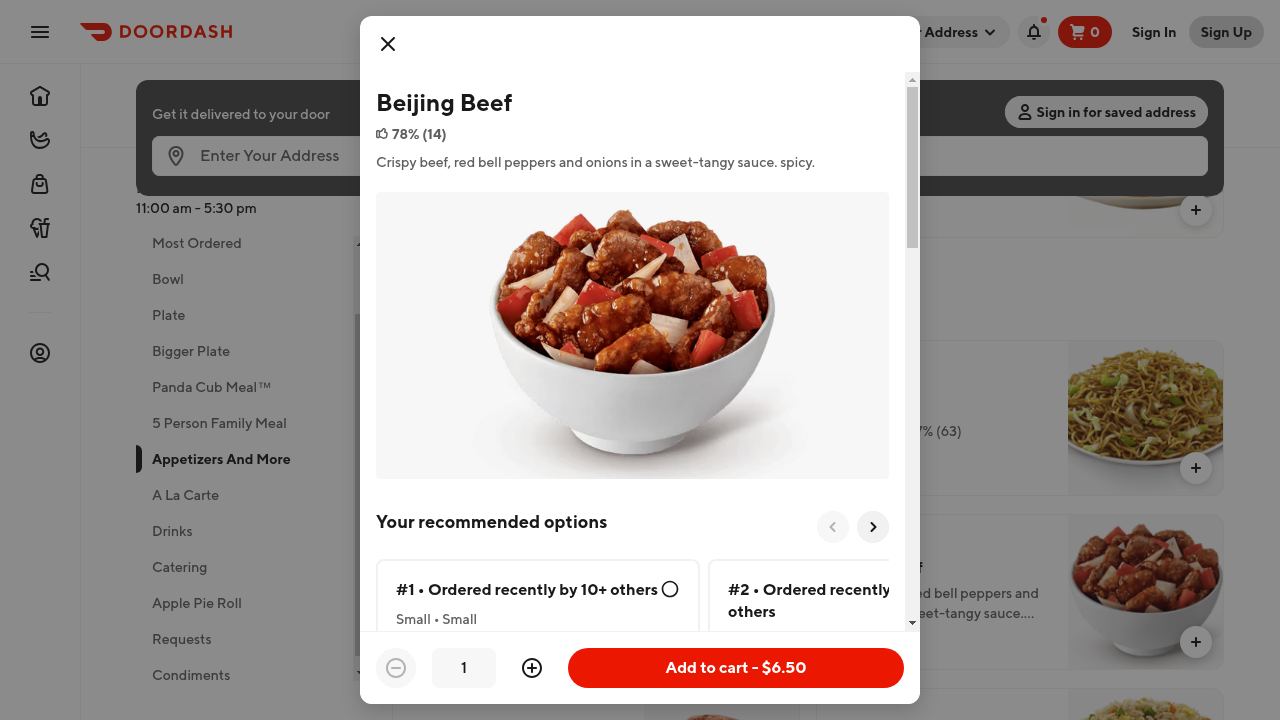 DOORDASH
Address
0
Sign In
Sign Up
Get it delivered to your door
Sign in for saved address
Enter Your Address
11:00 am - 5:30 pm
Most Ordered
Bowl
Plate
Bigger Plate
Panda Cub Meal™
5 Person Family Meal
Appetizers And More
A La Carte
Drinks
Catering
Apple Pie Roll
Requests
Condiments
Beijing Beef
78% (14)
Crispy beef, red bell peppers and onions in a sweet-tangy sauce. spicy.
Your recommended options
#1 • Ordered recently by 10+ others
Small • Small
#2 • Ordered recently
others
1
Add to cart - $6.50
% (63)
ed bell peppers and
eet-tangy sauce....